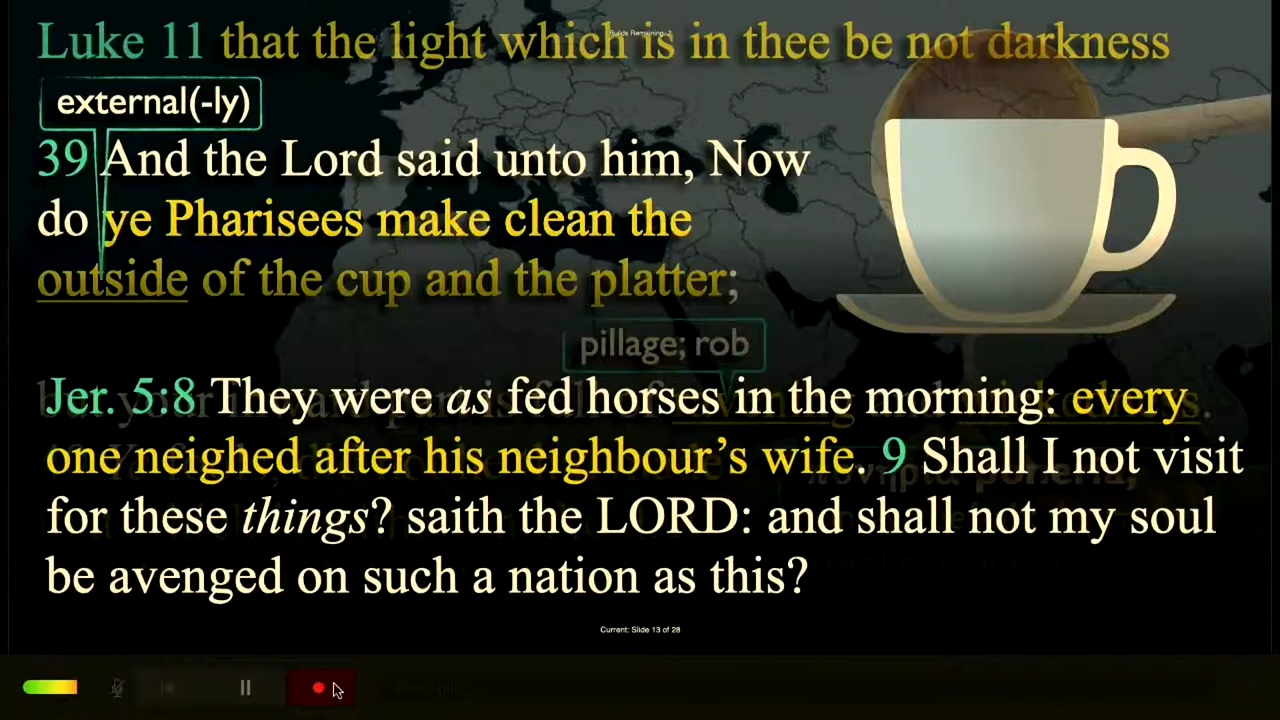 Builds Remaining: 2
Luke 11 that the light which is in thee be not darkness
external(-ly)
39 And the Lord said unto him, Now
do ye Pharisees make clean the
outside of the cup and the platter;
pillage; rob
Jer. 5:8 They were as fed horses in the morning: every
one neighed after his neighbour’s wife. 9 Shall I not visit
for these things? saith the LORD: and shall not my soul
be avenged on such a nation as this?
Current: Slide 13 of 28